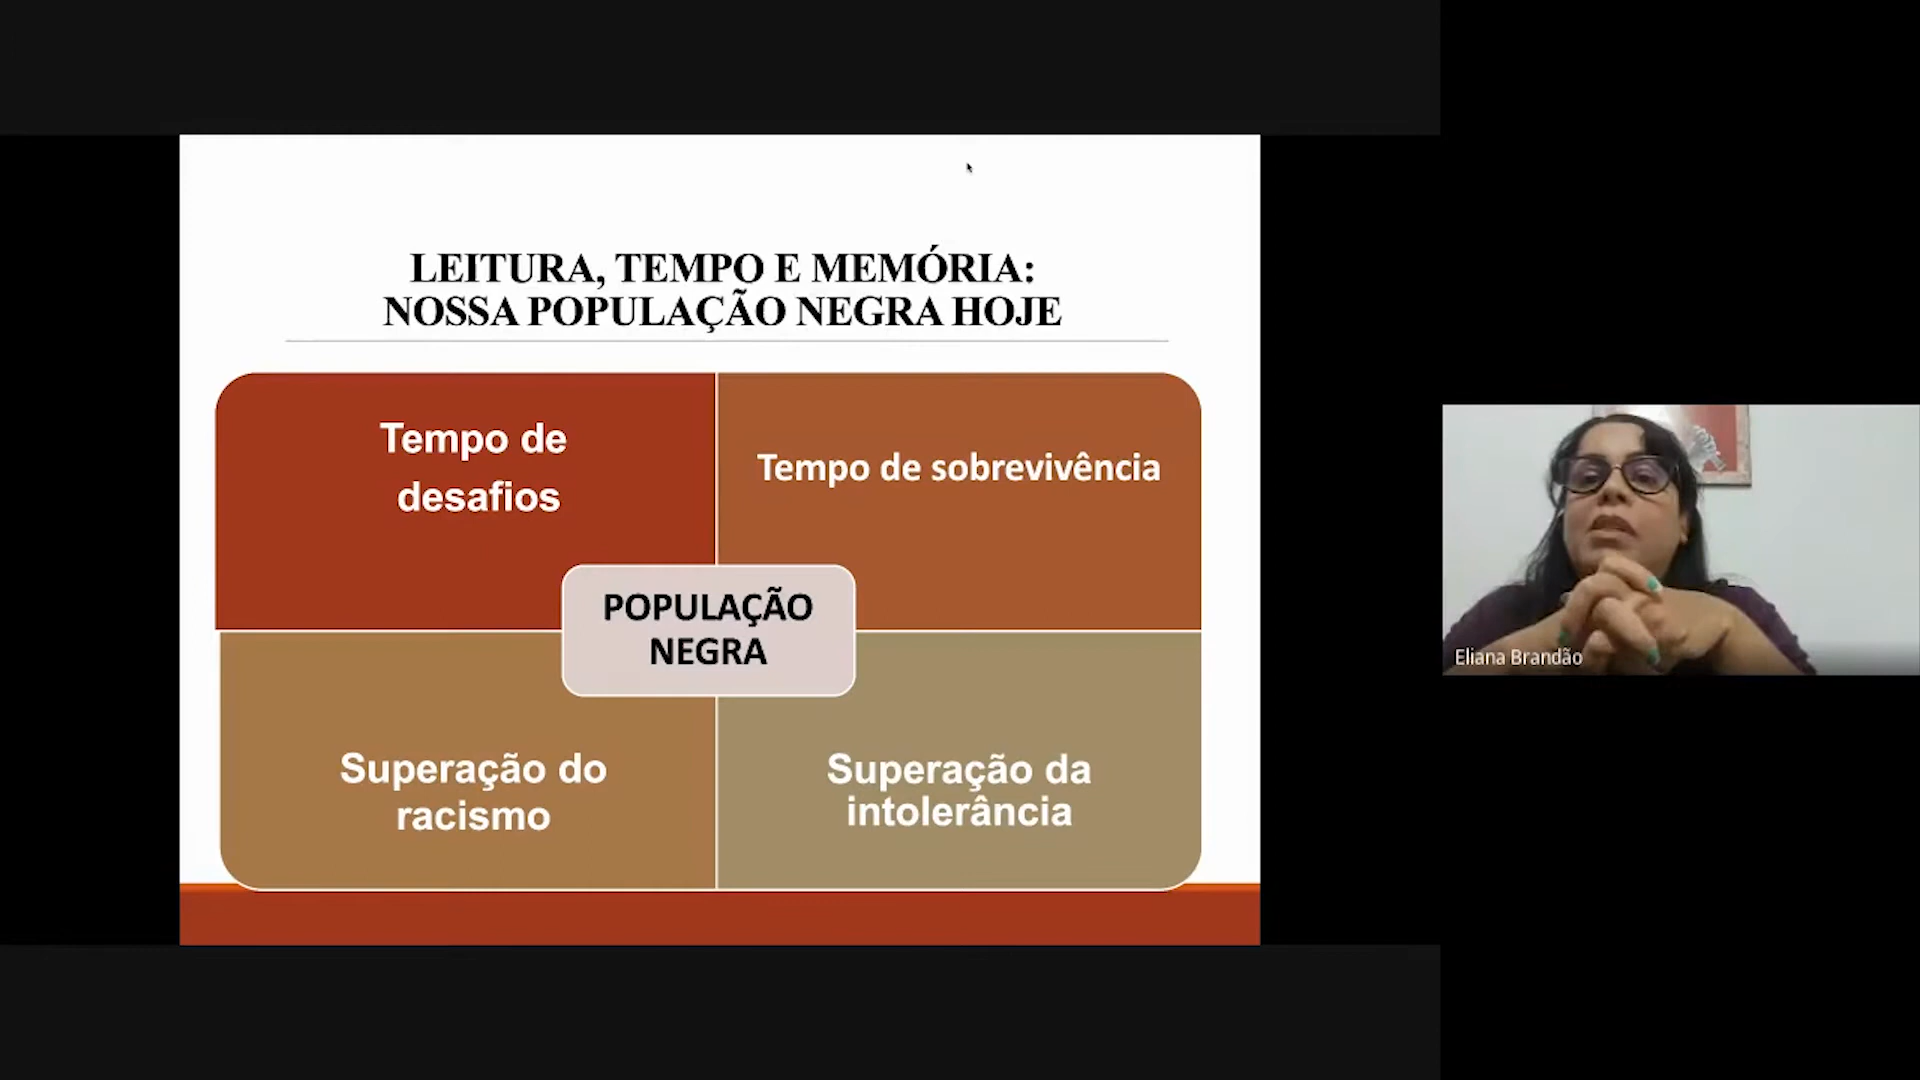 LEITURA, TEMPO E MEMÓRIA:
NOSSA POPULAÇÃO NEGRA HOJE
Tempo de
desafios
Tempo de sobrevivência
POPULAÇÃO
NEGRA
Superação do
racismo
Superação da
intolerância
Eliana Brandão